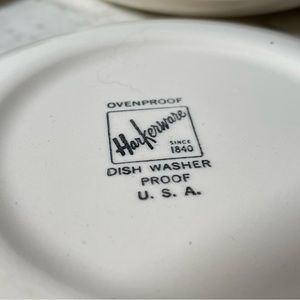 OVENPROOF
Harkerware
SINCE
1840
DISH WASHER
PROOF
U. S. A.